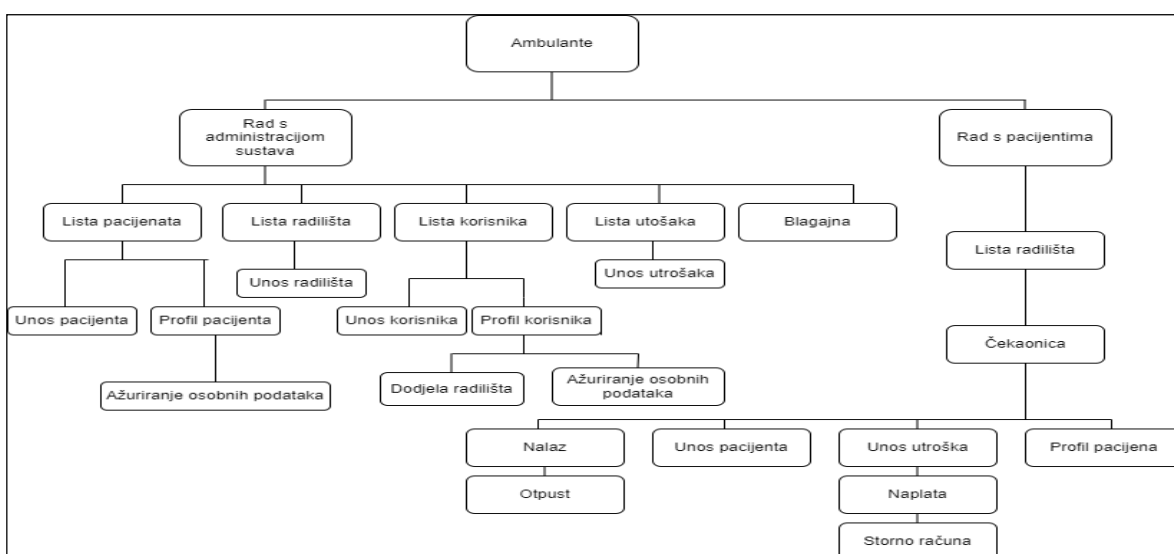 Ambulante
Rad s
administracijom
sustava
Rad s pacijentima
Lista pacijenata
Lista radilišta
Lista korisnika
Lista utošaka
Blagajna
Lista radilišta
Unos radilišta
Unos utrošaka
Unos pacijenta
Profil pacijenta
Unos korisnika
Profil korisnika
Čekaonica
Ažuriranje osobnih podataka
Dodjela radilišta
Ažuriranje osobnih
podataka
Nalaz
Unos pacijenta
Unos utroška
Profil pacijena
Otpust
Naplata
Storno računa